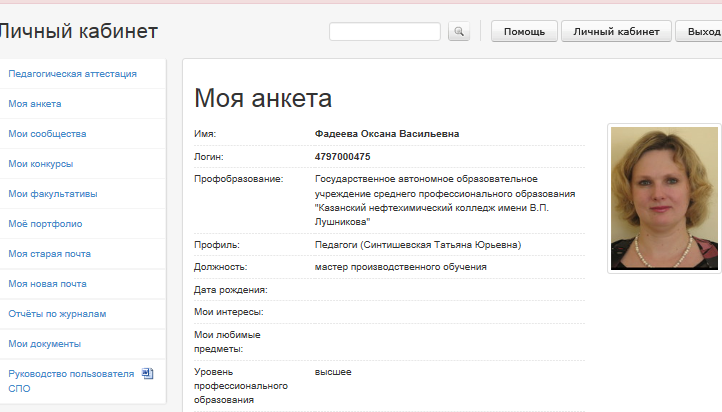 Личный кабинет
Помощь
Личный кабинет
Выход
Педагогическая аттестация
Моя анкета
Мои сообщества
Мои конкурсы
Мои факультативы
Моё портфолио
Моя старая почта
Моя новая почта
Отчёты по журналам
Мои документы
Руководство пользователя
СПО
Моя анкета
Имя: Фадеева Оксана Васильевна
Логин: 4797000475
Профобразование: Государственное автономное образовательное
учреждение среднего профессионального образования
"Казанский нефтехимический колледж имени В.П.
Лушникова"
Профиль: Педагоги (Синтишевская Татьяна Юрьевна)
Должность: мастер производственного обучения
Дата рождения:
Мои интересы:
Мои любимые
предметы:
Уровень высшее
профессионального
образования